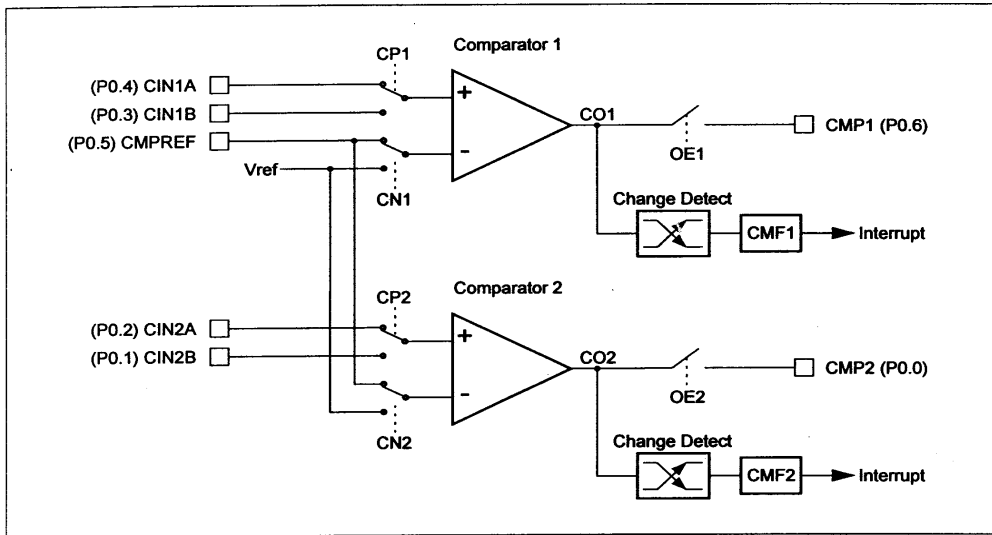 Comparator 1
CP1
(P0.4) CIN1A
+
(P0.3) CIN1B
CO1
CMP1 (P0.6)
(P0.5) CMPREF
-
OE1
Vref
CN1
Change Detect
CMF1
Interrupt
Comparator 2
CP2
(P0.2) CIN2A
+
(P0.1) CIN2B
CO2
CMP2 (P0.0)
-
OE2
CN2
Change Detect
CMF2
Interrupt